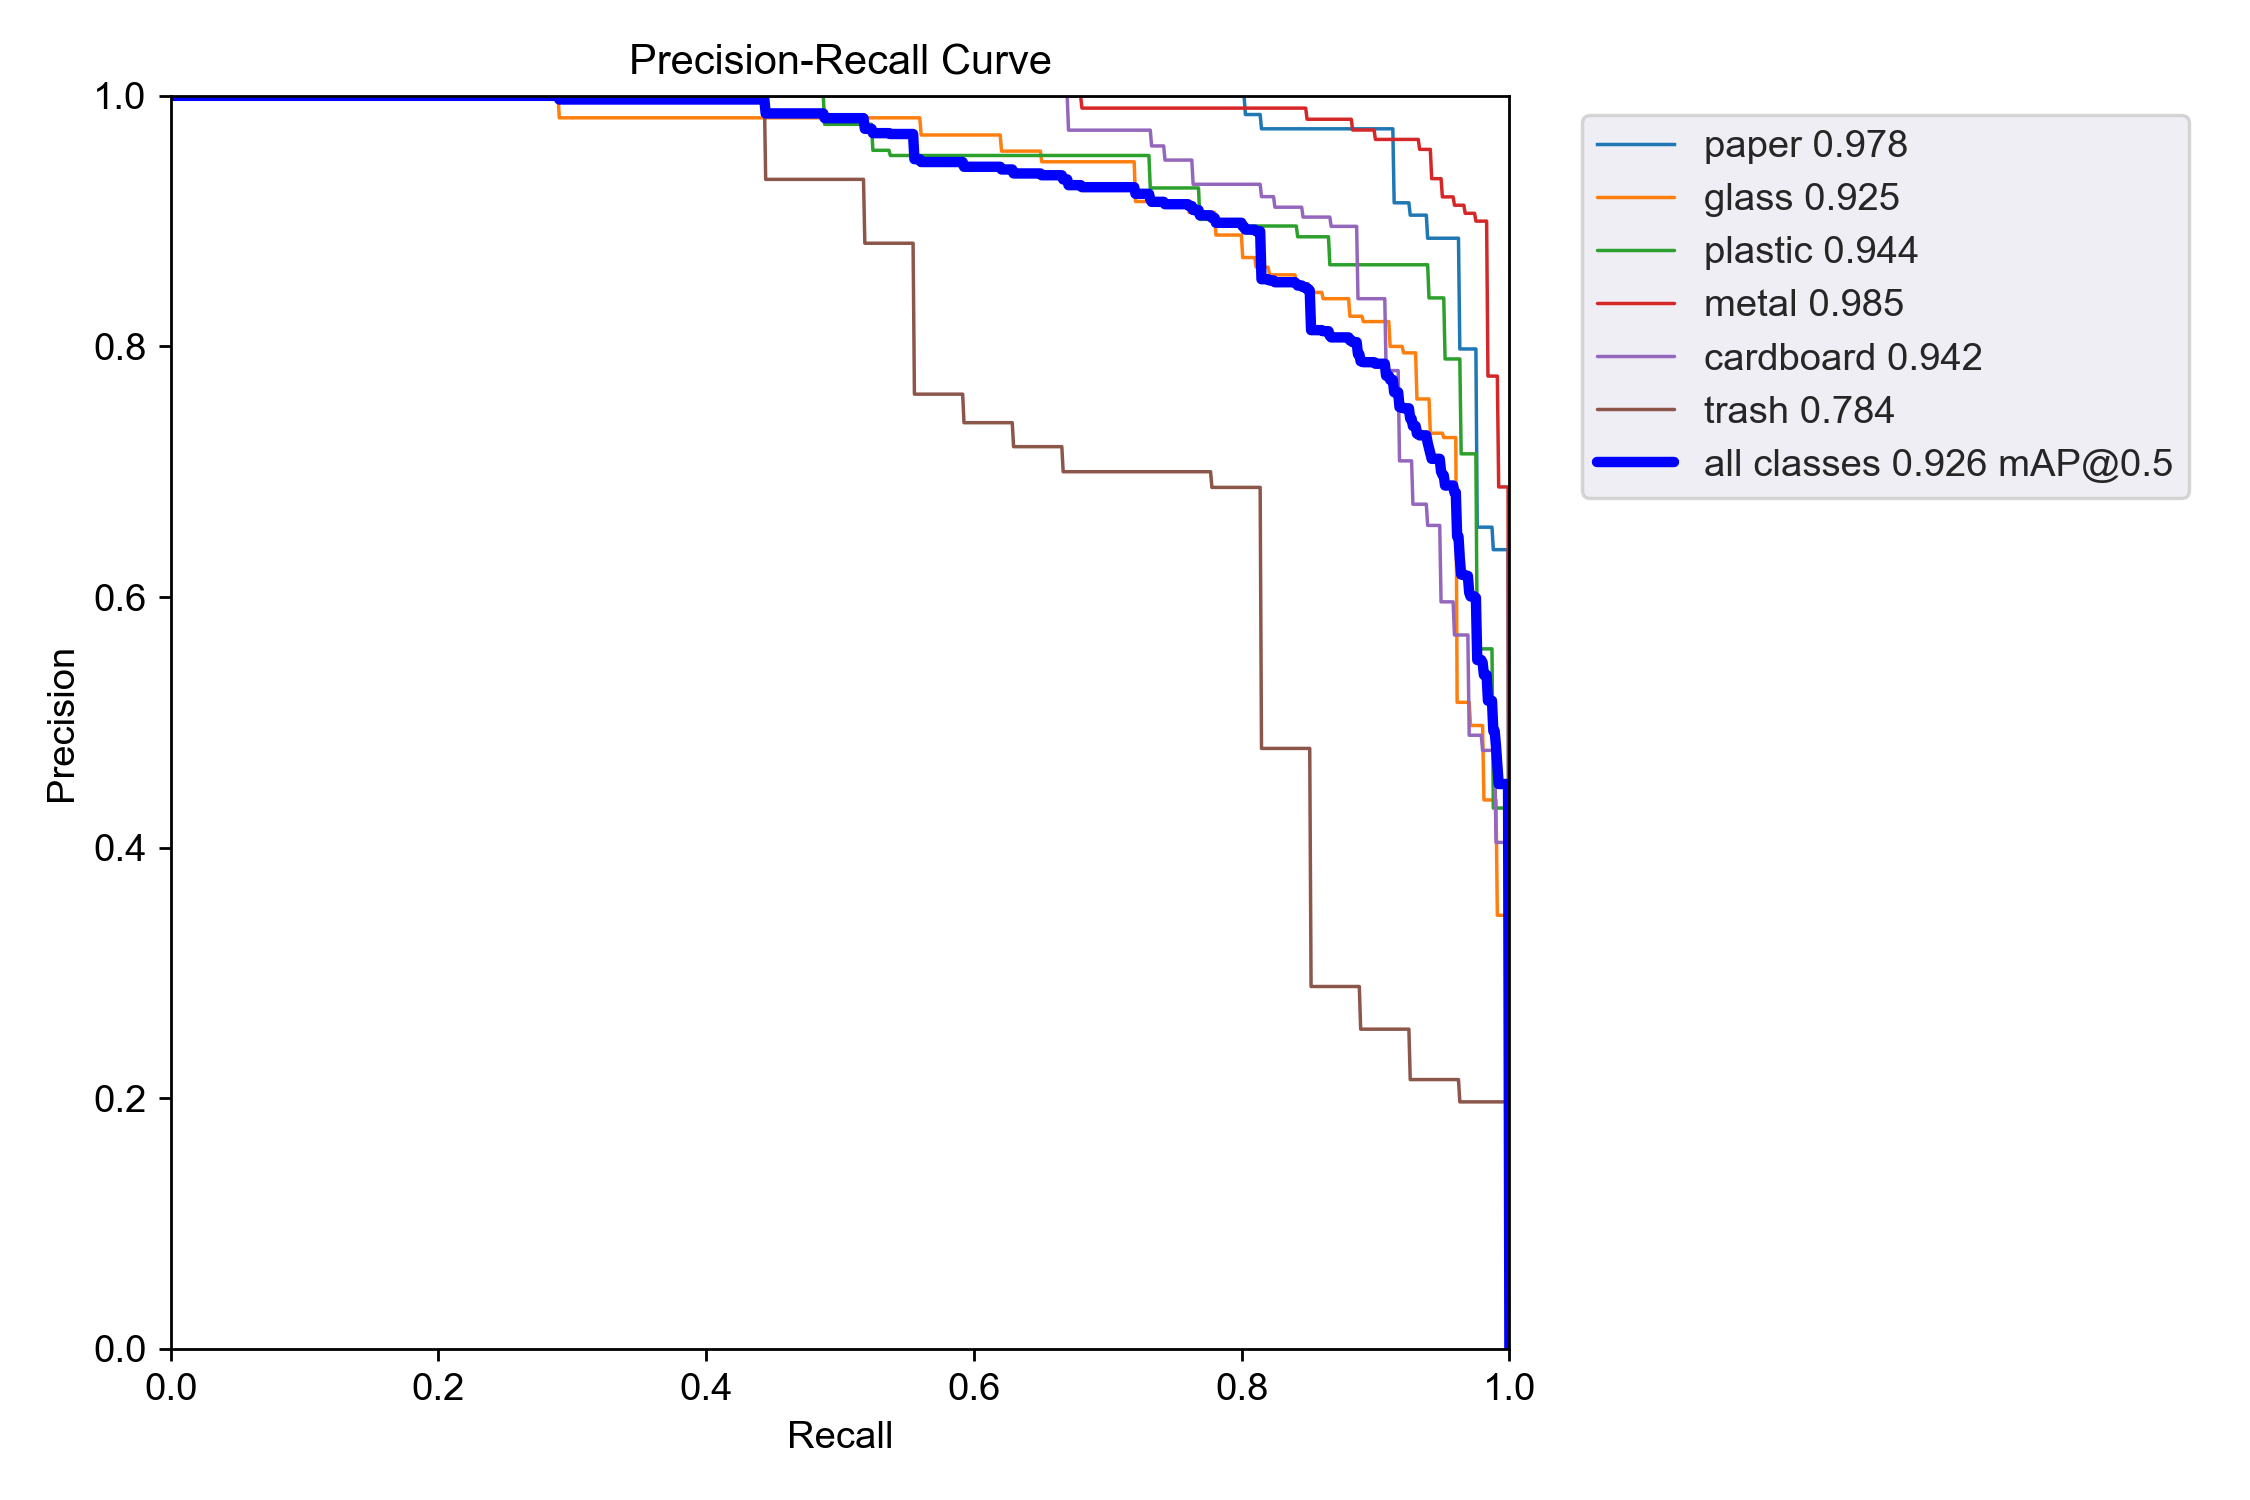 Precision-Recall Curve
1.0
0.8
0.6
0.4
0.2
0.0
Precision
0.0 0.2 0.4 0.6 0.8 1.0
Recall
paper 0.978
glass 0.925
plastic 0.944
metal 0.985
cardboard 0.942
trash 0.784
all classes 0.926 mAP@0.5